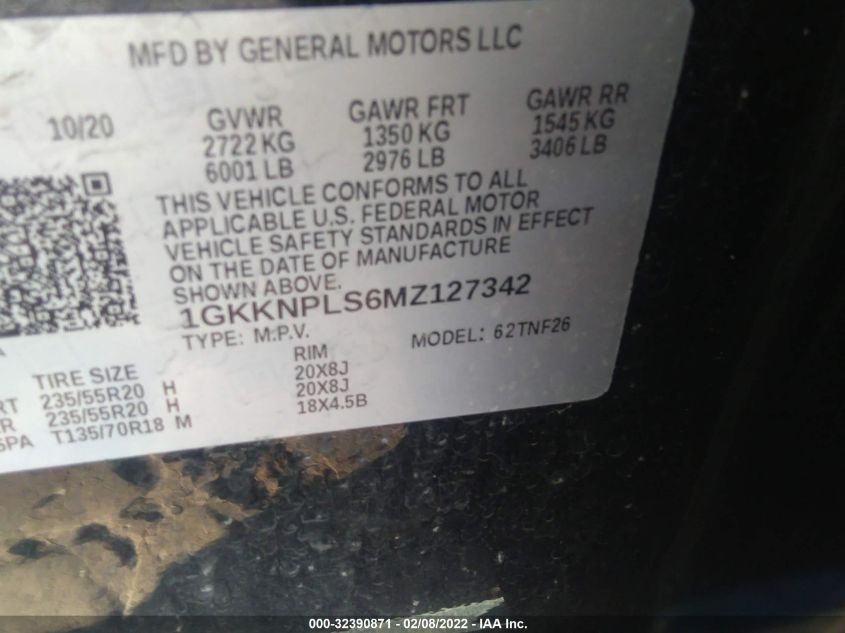 MFD BY GENERAL MOTORS LLC
10/20 GVWR GAWR FRT GAWR RR
2722 KG 1350 KG 1545 KG
6001 LB 2976 LB 3406 LB
THIS VEHICLE CONFORMS TO ALL
APPLICABLE U.S. FEDERAL MOTOR
VEHICLE SAFETY STANDARDS IN EFFECT
ON THE DATE OF MANUFACTURE
SHOWN ABOVE.
1GKKNPLS6MZ127342
TYPE: M.P.V. MODEL: 62TNF26
TIRE SIZE RIM
RT 235/55R20 H 20X8J
R 235/55R20 H 20X8J
SPA T135/70R18 M 18X4.5B
000-32390871 - 02/08/2022 - IAA Inc.